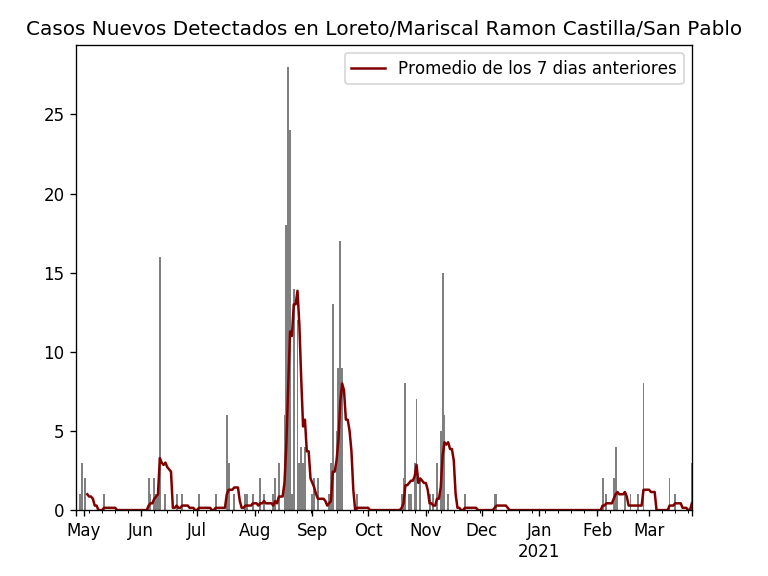 Casos Nuevos Detectados en Loreto/Mariscal Ramon Castilla/San Pablo
Promedio de los 7 dias anteriores
25
20
15
10
5
0
May Jun Jul Aug Sep Oct Nov Dec Jan Feb Mar
2021